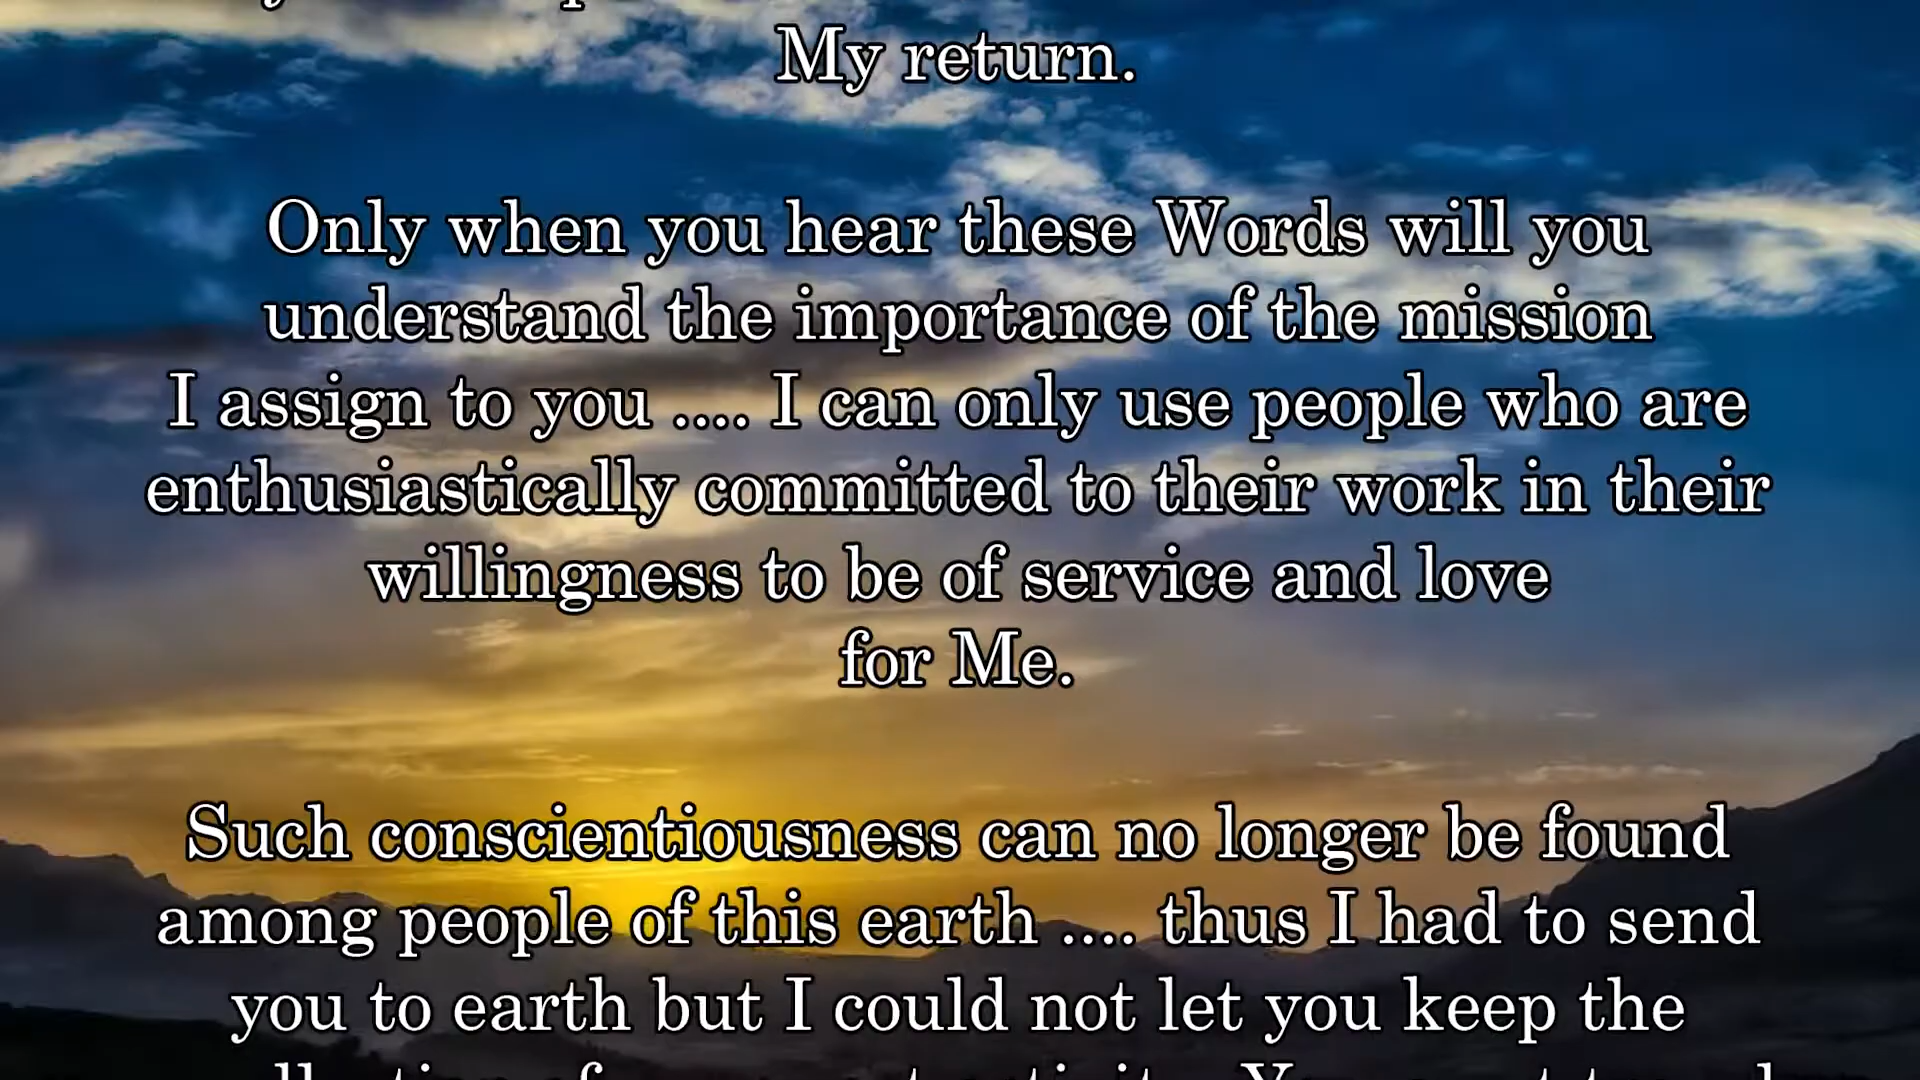 My return.
Only when you hear these Words will you
understand the importance of the mission
I assign to you .... I can only use people who are
enthusiastically committed to their work in their
willingness to be of service and love
for Me.
Such conscientiousness can no longer be found
among people of this earth .... thus I had to send
you to earth but I could not let you keep the